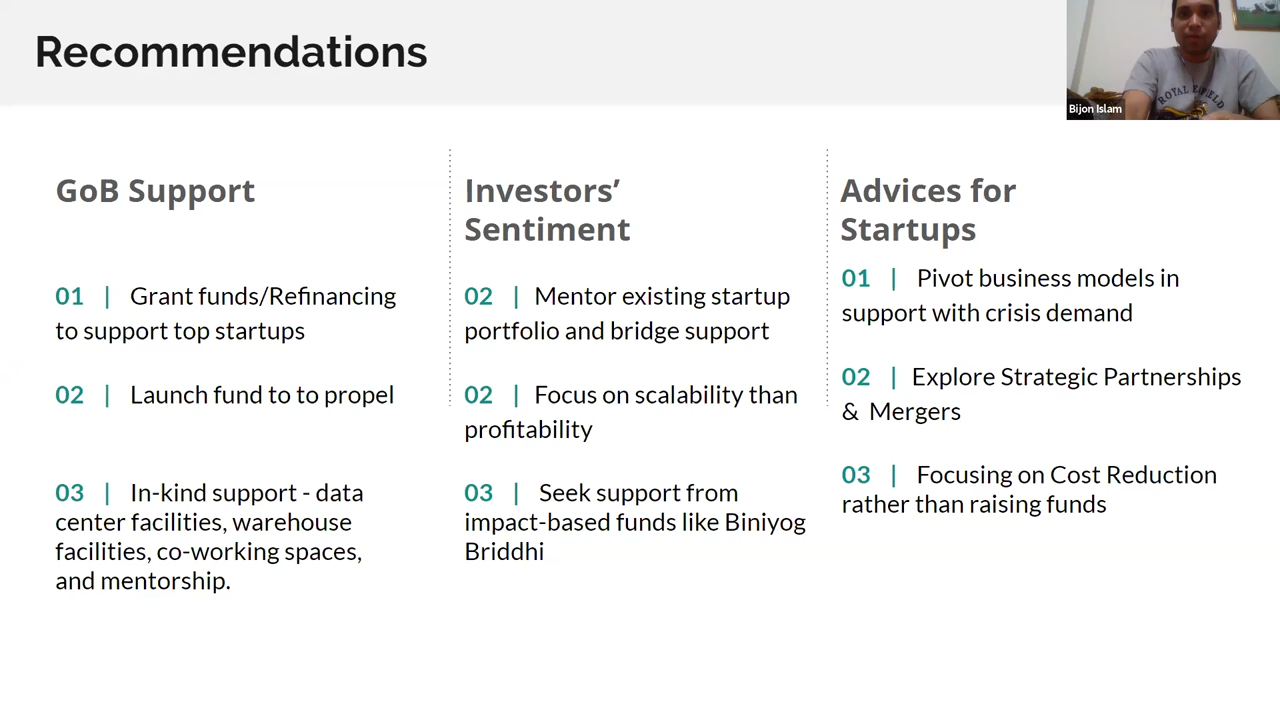 Recommendations
Bijon Islam
ROYAL ENFIELD
GoB Support
01 | Grant funds/Refinancing
to support top startups
02 | Launch fund to to propel
03 | In-kind support - data
center facilities, warehouse
facilities, co-working spaces,
and mentorship.
Investors’
Sentiment
02 | Mentor existing startup
portfolio and bridge support
02 | Focus on scalability than
profitability
03 | Seek support from
impact-based funds like Biniyog
Briddhi
Advices for
Startups
01 | Pivot business models in
support with crisis demand
02 | Explore Strategic Partnerships
& Mergers
03 | Focusing on Cost Reduction
rather than raising funds